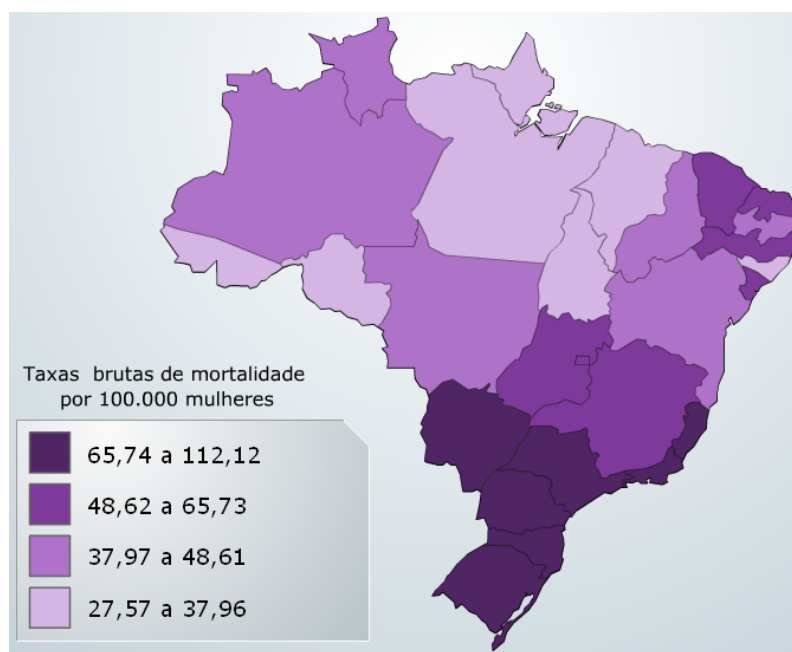 Taxas brutas de mortalidade
por 100.000 mulheres
65,74 a 112,12
48,62 a 65,73
37,97 a 48,61
27,57 a 37,96